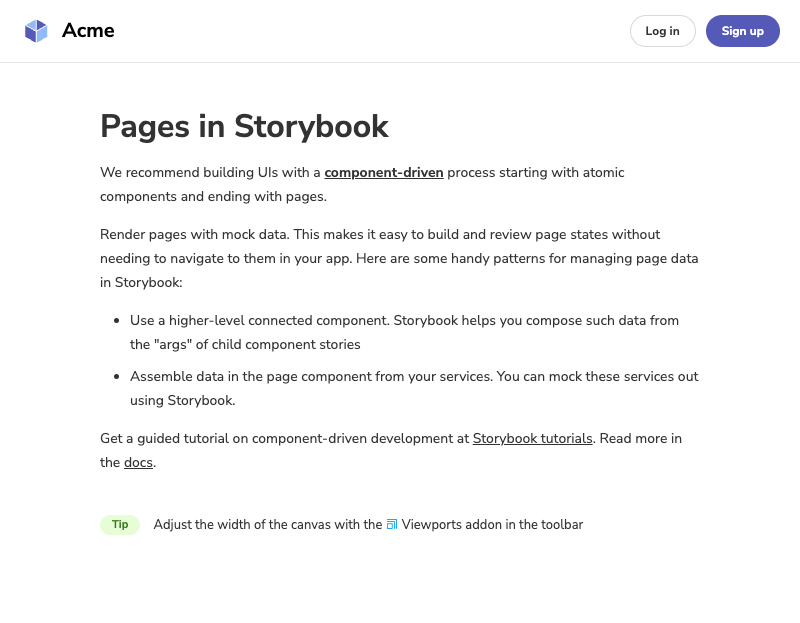 Acme
Log in
Sign up
Pages in Storybook
We recommend building UIs with a component-driven process starting with atomic
components and ending with pages.
Render pages with mock data. This makes it easy to build and review page states without
needing to navigate to them in your app. Here are some handy patterns for managing page data
in Storybook:
Use a higher-level connected component. Storybook helps you compose such data from
the "args" of child component stories
Assemble data in the page component from your services. You can mock these services out
using Storybook.
Get a guided tutorial on component-driven development at Storybook tutorials. Read more in
the docs.
Tip Adjust the width of the canvas with the Viewports addon in the toolbar